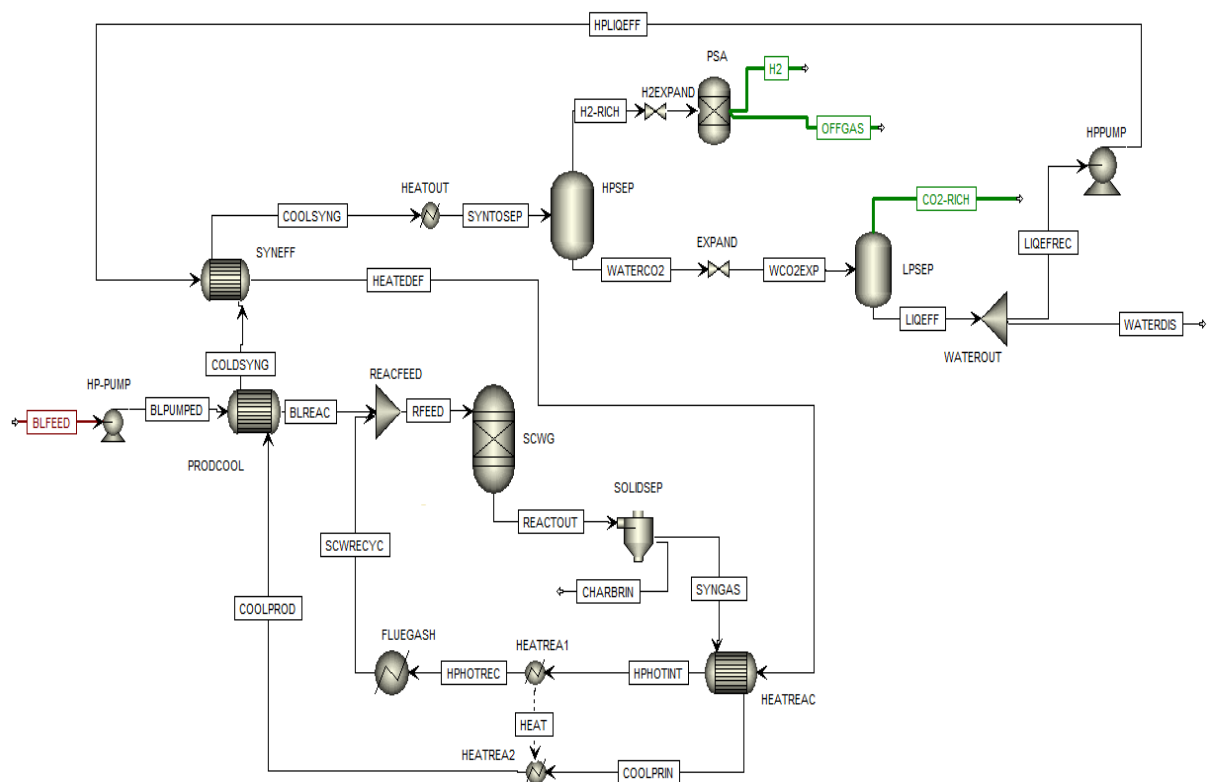 HPLIQEFF
PSA
H2
H2EXPAND
H2-RICH
OFFGAS
HPPUMP
HEATOUT
HPSEP
COOLSYNG
SYNTOSEP
CO2-RICH
EXPAND
LIQEFREC
SYNEFF
WATERCO2
WCO2EXP
LPSEP
HEATEDEF
LIQEFF
WATERDIS
WATEROUT
COLDSYNG
REACFEED
HP-PUMP
BLPUMPED
BLREAC
RFEED
BLFEED
SCWG
PRODCOOL
SOLIDSEP
REACTOUT
SCWRECYC
CHARBRIN
SYNGAS
COOLPROD
FLUEGASH
HEATREA1
HPHOTREC
HPHOTINT
HEATREAC
HEAT
HEATREA2
COOLPRIN